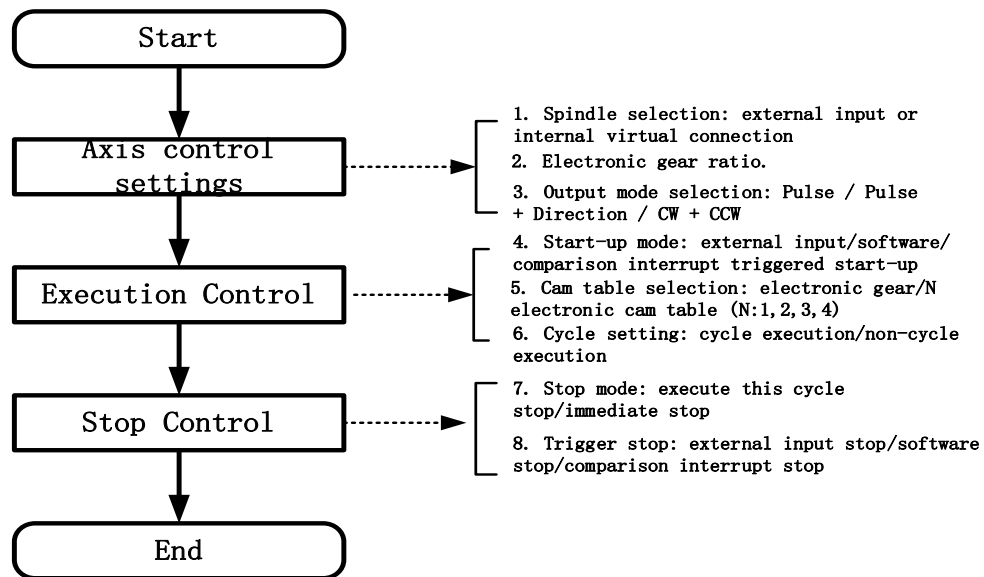 Start
Axis control
settings
1. Spindle selection: external input or
internal virtual connection
2. Electronic gear ratio.
3. Output mode selection: Pulse / Pulse
+ Direction / CW + CCW
Execution Control
4. Start-up mode: external input/software/
comparison interrupt triggered start-up
5. Cam table selection: electronic gear/N
electronic cam table (N:1,2,3,4)
6. Cycle setting: cycle execution/non-cycle
execution
Stop Control
7. Stop mode: execute this cycle
stop/immediate stop
8. Trigger stop: external input stop/software
stop/comparison interrupt stop
End